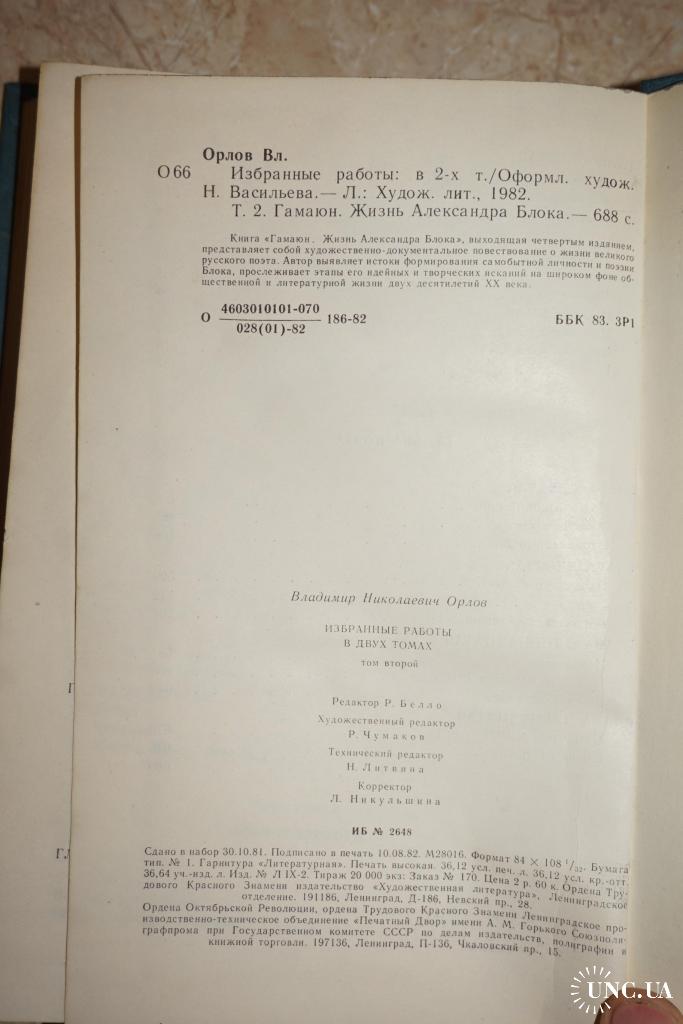 Орлов Вл.
О 66 Избранные работы: в 2-х т./Оформл. худож.
Н. Васильева.— Л.: Худож. лит., 1982.
Т. 2. Гамаюн. Жизнь Александра Блока.— 688 с.
Книга «Гамаюн. Жизнь Александра Блока», выходящая четвертым изданием,
представляет собой художественно-документальное повествование о жизни великого
русского поэта. Автор выявляет истоки формирования самобытной личности и поэзии
Блока, прослеживает этапы его идейных и творческих исканий на широком фоне об-
щественной и литературной жизни двух десятилетий XX века.
О 4603010101-070 186-82 ББК 83. 3Р1
028(01)-82
Владимир Николаевич Орлов
ИЗБРАННЫЕ РАБОТЫ
В ДВУХ ТОМАХ
том второй
Редактор Р. Белло
Художественный редактор
Р. Чумаков
Технический редактор
Н. Литвина
Корректор
Л. Никульшина
ИБ № 2648
Сдано в набор 30.10.81. Подписано в печать 10.08.82. М28016. Формат 84 × 108 1/32. Бумага
тип. № 1. Гарнитура «Литературная». Печать высокая. 36,12 усл. печ. л. 36,12 усл. кр.-отт.
36,64 уч.-изд. л. Изд. № Л IX-2. Тираж 20 000 экз. Заказ № 170. Цена 2 р. 60 к. Ордена Тру-
дового Красного Знамени издательство «Художественная литература». Ленинградское
отделение. 191186, Ленинград, Д-186, Невский пр., 28.
Ордена Октябрьской Революции, ордена Трудового Красного Знамени Ленинградское про-
изводственно-техническое объединение «Печатный Двор» имени А. М. Горького Союзполи-
графпрома при Государственном комитете СССР по делам издательств, полиграфии и
книжной торговли. 197136, Ленинград, П-136, Чкаловский пр., 15.
UNC.UA